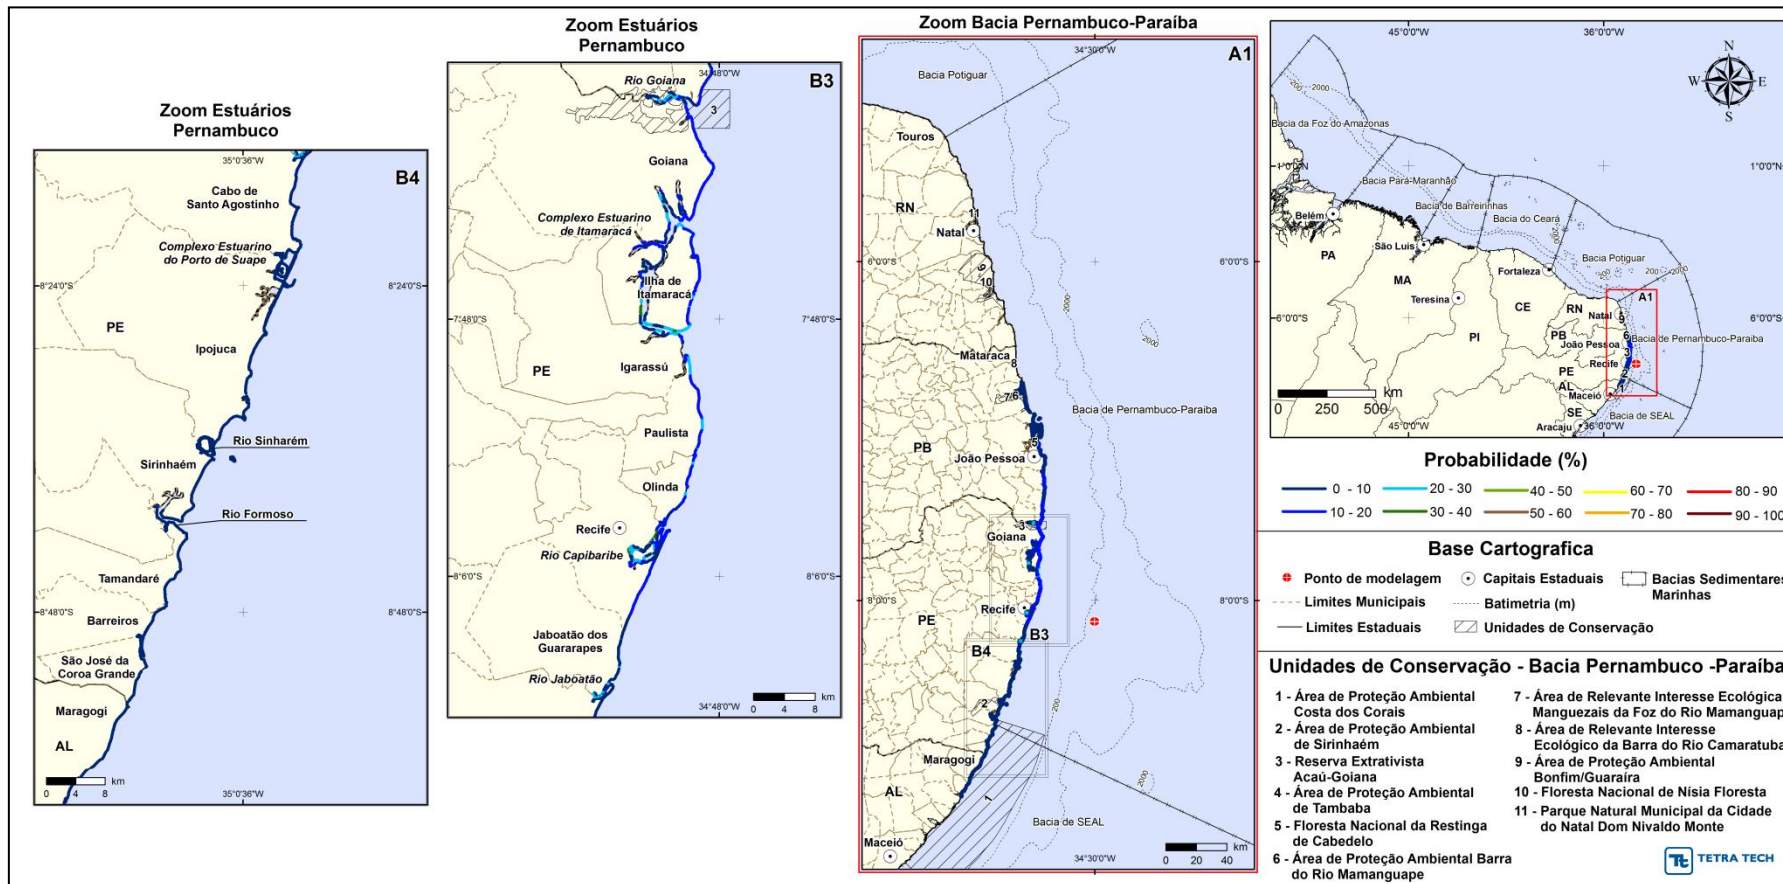 Zoom Estuários
Pernambuco
35°0'36"W
B4
Cabo de
Santo Agostinho
Complexo Estuarino
do Porto de Suape
8°24'0"S
8°24'0"S
PE
Ipojuca
Rio Sinharém
Sirinhaém
Rio Formoso
Tamandaré
8°48'0"S
8°48'0"S
Barreiros
São José da
Coroa Grande
Maragogi
AL
0 4 8 km
35°0'36"W
Zoom Estuários
Pernambuco
34°48'0"W
B3
Rio Goiana
3
Goiana
Complexo Estuarino
de Itamaracá
Ilha de
Itamaracá
7°48'0"S
7°48'0"S
Igarassú
PE
Paulista
Olinda
Recife
Rio Capibaribe
8°6'0"S
8°6'0"S
Jaboatão dos
Guararapes
Rio Jaboatão
0 4 8 km
34°48'0"W
Zoom Bacia Pernambuco-Paraíba
34°30'0"W
A1
Bacia Potiguar
Touros
RN
11
Natal
6°0'0"S
6°0'0"S
9
10
-2000
Mataraca
8
2000
7
6
Bacia de Pernambuco-Paraiba
PB
5
João Pessoa
3
Goiana
8°0'0"S
8°0'0"S
Recife
PE
B3
B4
2
200
Maragogi
1
2000
AL
Bacia de SEAL
Maceió
0 20 40 km
34°30'0"W
45°0'0"W
36°0'0"W
N
W
E
S
-200
-2000
Bacia da Foz do Amazonas
1°0'0"N
1°0'0"N
Bacia Pará-Maranhão
Bacia de Barreirinhas
Belém
Bacia do Ceará
-2000
São Luis
PA
Bacia Potiguar
Fortaleza
200
200
-2000
MA
A1
Teresina
CE
RN
Natal
9
6°0'0"S
6°0'0"S
PI
PB
6
João Pessoa
Bacia de Pernambuco-Paraiba
3
Recife
PE
2
AL
1
Maceió
0 250 500 km
SE
Bacia de SEAL
Aracaju
45°0'0"W
36°0'0"W
Probabilidade (%)
0 - 10
20 - 30
40 - 50
60 - 70
80 - 90
10 - 20
30 - 40
50 - 60
70 - 80
90 - 100
Base Cartografica
Ponto de modelagem
Capitais Estaduais
Bacias Sedimentares
Marinhas
Limites Municipais
Batimetria (m)
Limites Estaduais
Unidades de Conservação
Unidades de Conservação - Bacia Pernambuco -Paraíba
1 - Área de Proteção Ambiental
Costa dos Corais
2 - Área de Proteção Ambiental
de Sirinhaém
3 - Reserva Extrativista
Acaú-Goiana
4 - Área de Proteção Ambiental
de Tambaba
5 - Floresta Nacional da Restinga
de Cabedelo
6 - Área de Proteção Ambiental Barra
do Rio Mamanguape
7 - Área de Relevante Interesse Ecológica
Manguezais da Foz do Rio Mamanguap
8 - Área de Relevante Interesse
Ecológico da Barra do Rio Camaratuba
9 - Área de Proteção Ambiental
Bonfim/Guaraíra
10 - Floresta Nacional de Nísia Floresta
11 - Parque Natural Municipal da Cidade
do Natal Dom Nivaldo Monte
Tt TETRA TECH